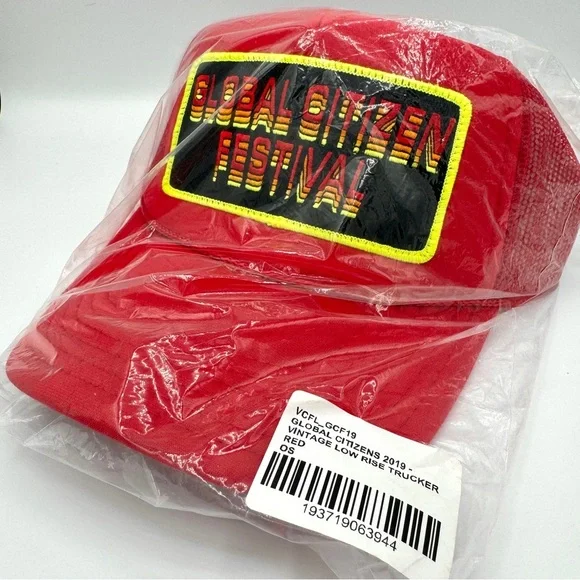 GLOBAL CITIZEN
FESTIVAL
VCFL_GCF19
GLOBAL CITIZENS 2019 -
VINTAGE LOW RISE TRUCKER
RED
OS
193719063944